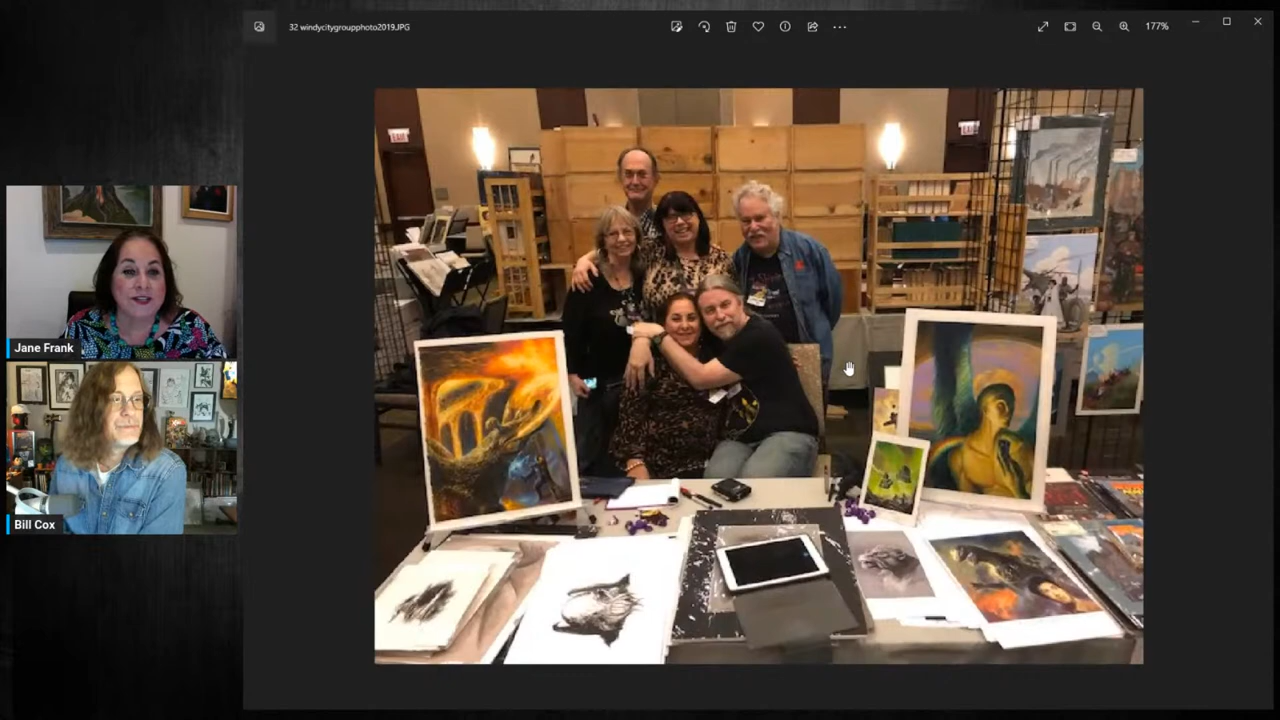 32 windycitygroupphoto2019.JPG
177%
EXIT
EXIT
Jane Frank
Bill Cox